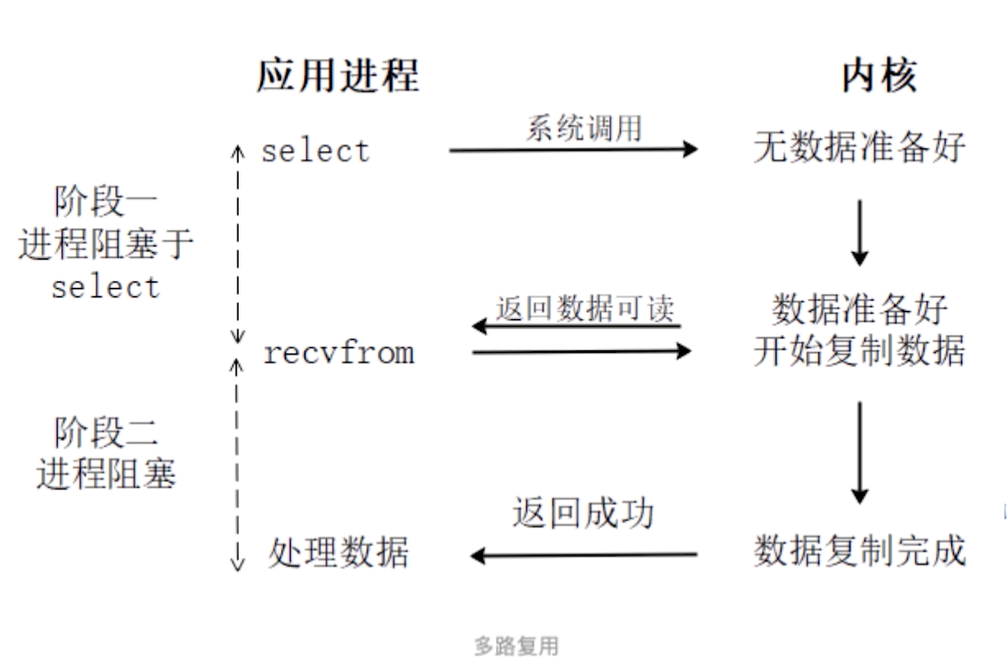 应用进程
内核
系统调用
select
无数据准备好
阶段一
进程阻塞于
select
返回数据可读
数据准备好
recvfrom
开始复制数据
阶段二
进程阻塞
返回成功
处理数据
数据复制完成
多路复用